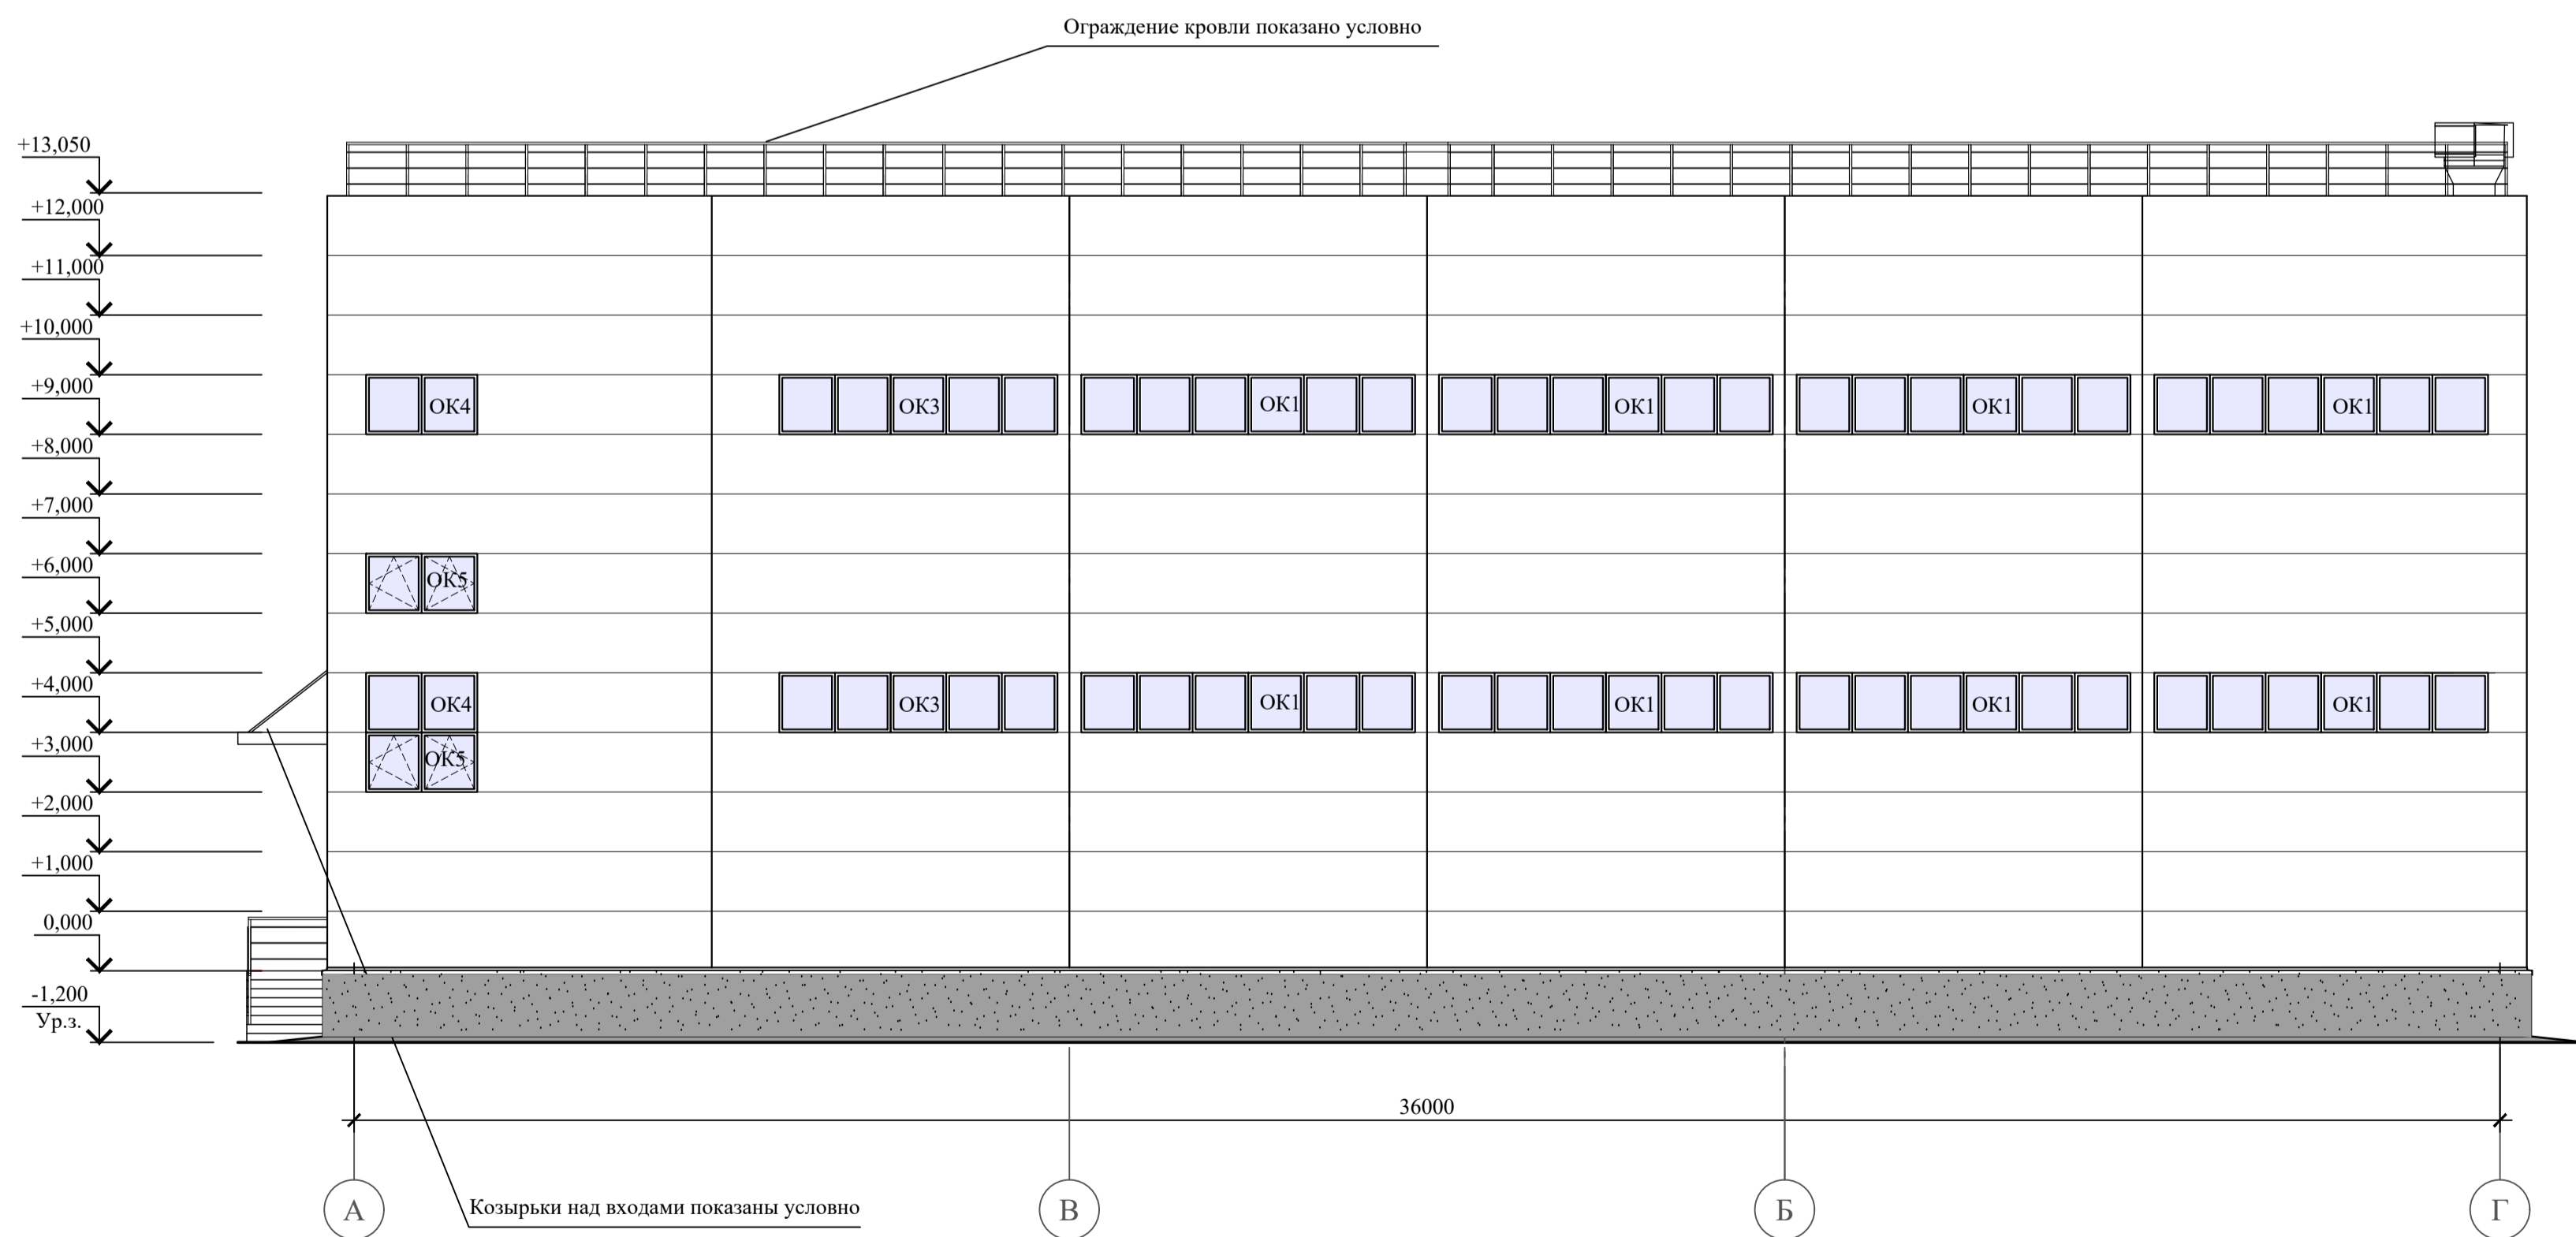 Ограждение кровли показано условно
+13,050
+12,000
+11,000
+10,000
+9,000
ОК4 ОК3 ОК1 ОК1 ОК1 ОК1
+8,000
+7,000
+6,000
ОК5
+5,000
+4,000
ОК4 ОК3 ОК1 ОК1 ОК1 ОК1
+3,000
ОК5
+2,000
+1,000
0,000
-1,200
Ур.з.
36000
А В Б Г
Козырьки над входами показаны условно